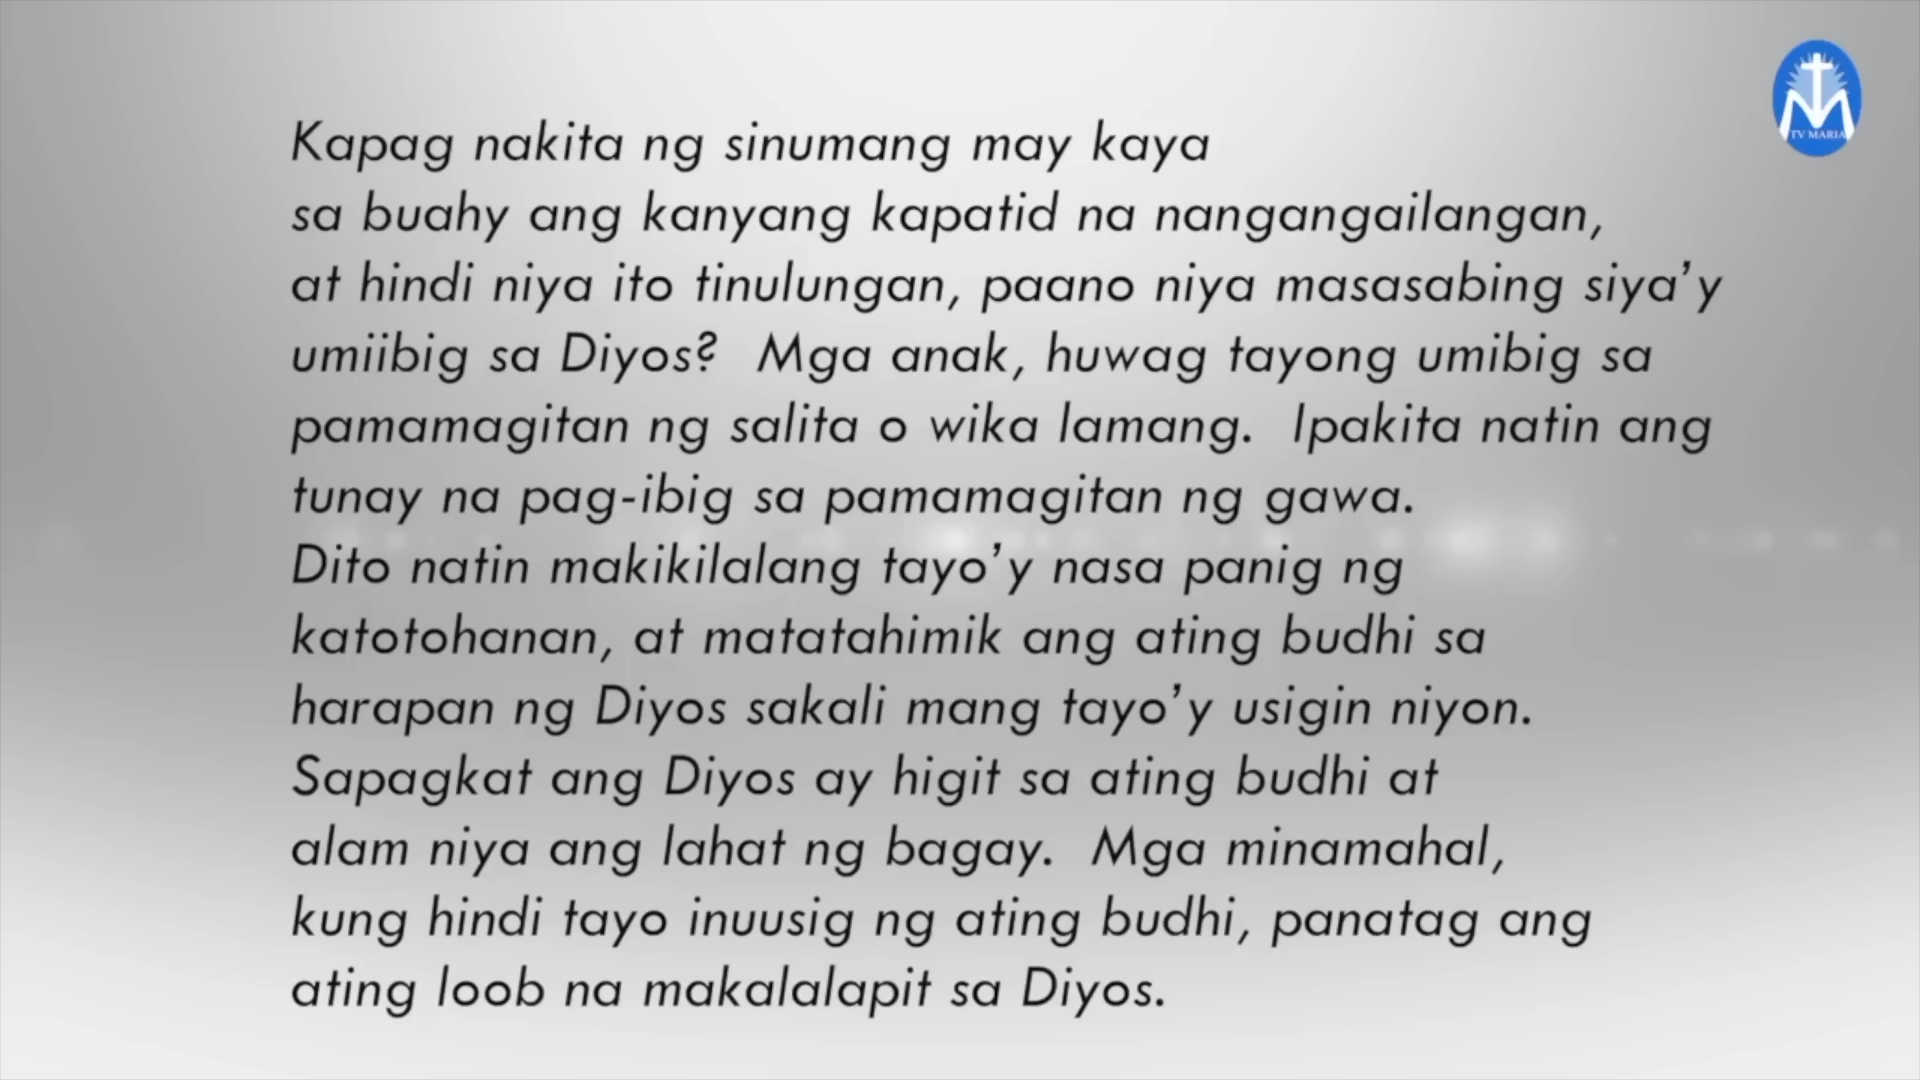 TV MARIA
Kapag nakita ng sinumang may kaya
sa buahy ang kanyang kapatid na nangangailangan,
at hindi niya ito tinulungan, paano niya masasabing siya’y
umiibig sa Diyos?  Mga anak, huwag tayong umibig sa
pamamagitan ng salita o wika lamang.  Ipakita natin ang
tunay na pag-ibig sa pamamagitan ng gawa.
Dito natin makikilalang tayo’y nasa panig ng
katotohanan, at matatahimik ang ating budhi sa
harapan ng Diyos sakali mang tayo’y usigin niyon.
Sapagkat ang Diyos ay higit sa ating budhi at
alam niya ang lahat ng bagay.  Mga minamahal,
kung hindi tayo inuusig ng ating budhi, panatag ang
ating loob na makalalapit sa Diyos.